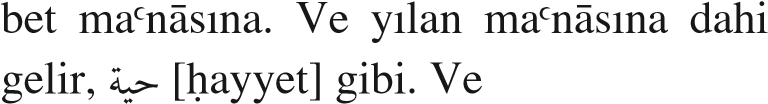 bet maʿnāsına. Ve yılan maʿnāsına dahi
gelir, حية [ḥayyet] gibi. Ve